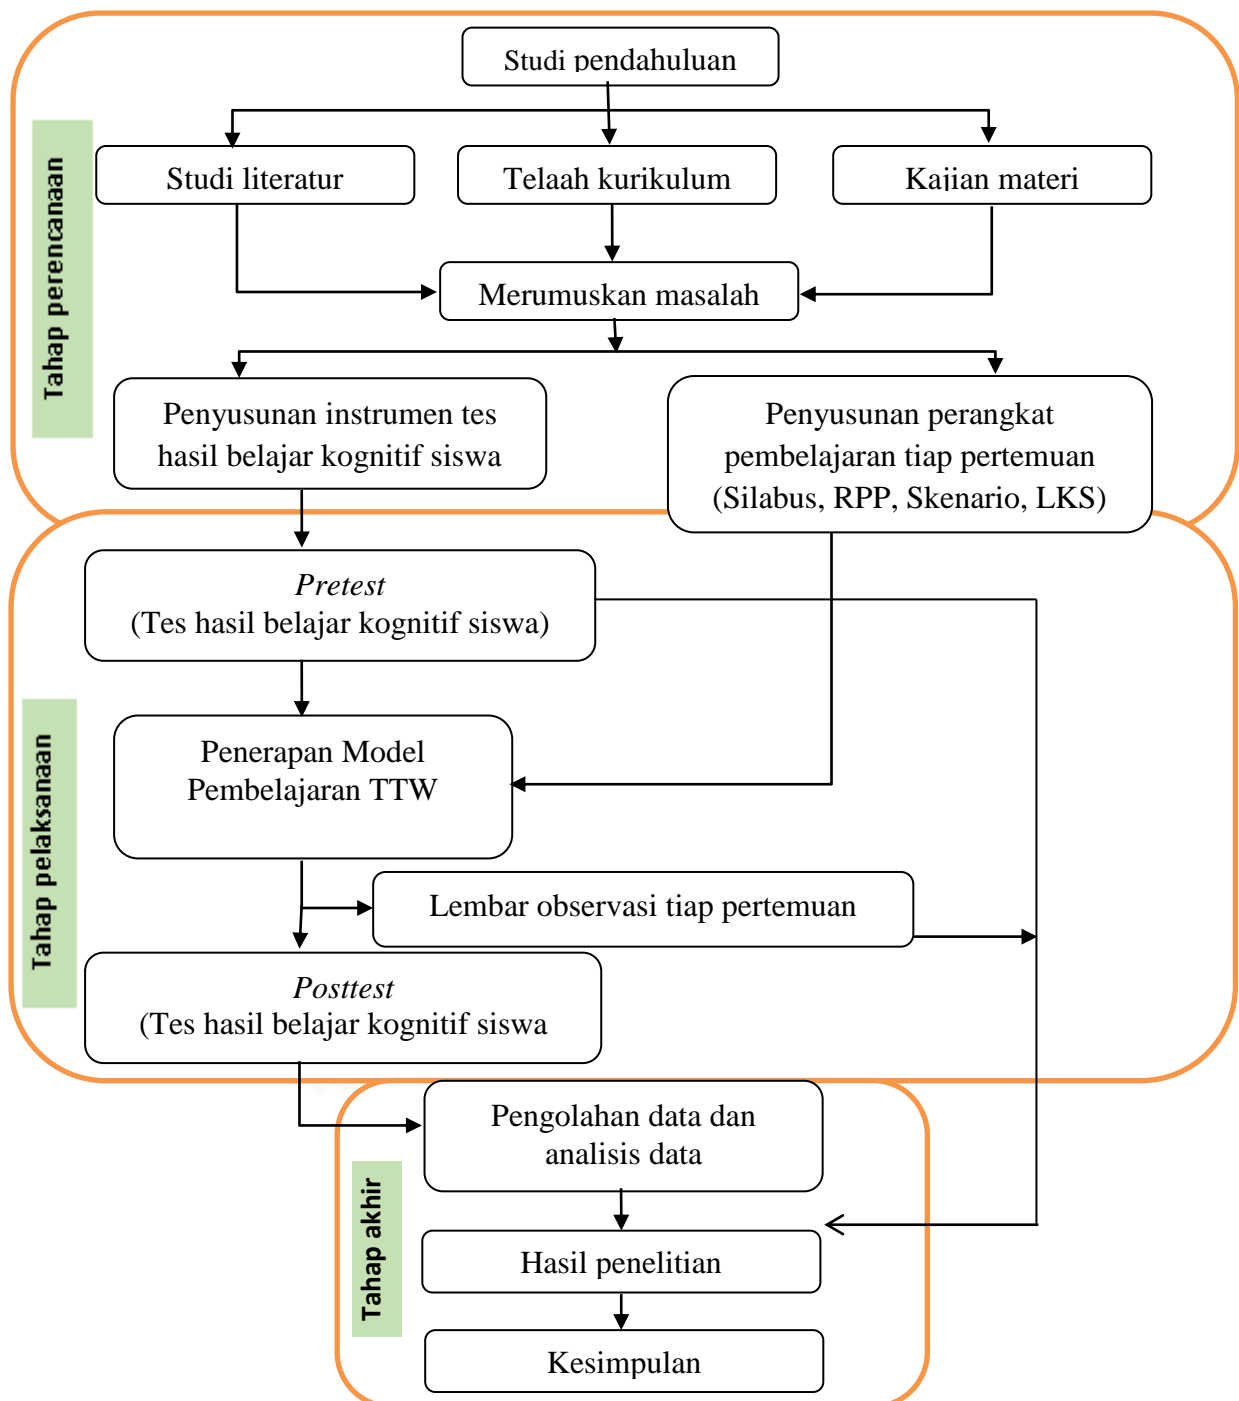 Studi pendahuluan
Tahap perencanaan
Studi literatur
Telaah kurikulum
Kajian materi
Merumuskan masalah
Penyusunan instrumen tes
hasil belajar kognitif siswa
Penyusunan perangkat
pembelajaran tiap pertemuan
(Silabus, RPP, Skenario, LKS)
Tahap pelaksanaan
Pretest
(Tes hasil belajar kognitif siswa)
Penerapan Model
Pembelajaran TTW
Lembar observasi tiap pertemuan
Posttest
(Tes hasil belajar kognitif siswa
Tahap akhir
Pengolahan data dan
analisis data
Hasil penelitian
Kesimpulan